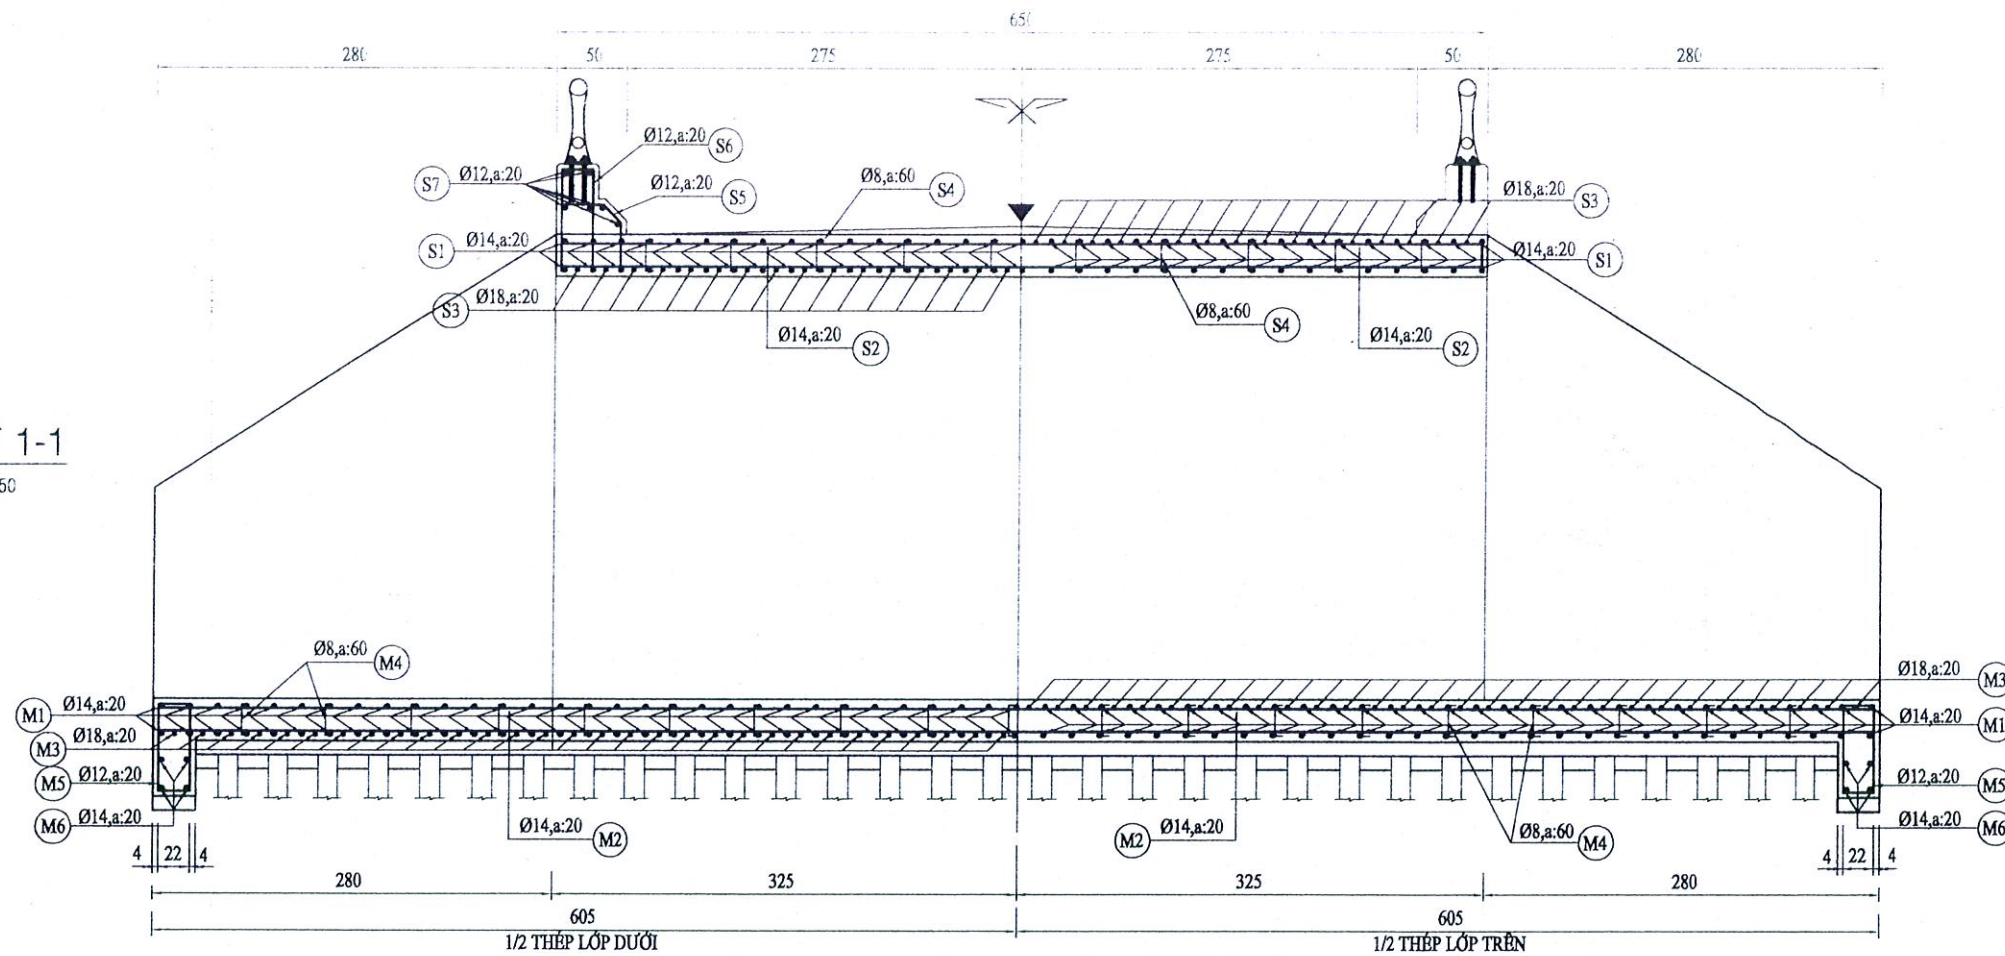 650
280 50 275 275 50 280
Ø12,a:20 S6
S7 Ø12,a:20
Ø12,a:20 S5
Ø8,a:60 S4
Ø18,a:20 S3
S1 Ø14,a:20
Ø14,a:20 S1
S3 Ø18,a:20
Ø8,a:60 S4
Ø14,a:20 S2
Ø14,a:20 S2
1-1
50
Ø8,a:60 M4
Ø18,a:20 M3
M1 Ø14,a:20
Ø14,a:20 M1
M3 Ø18,a:20
M5 Ø12,a:20
Ø12,a:20 M5
M6 Ø14,a:20
Ø14,a:20 M2
M2 Ø14,a:20
Ø8,a:60 M4
Ø14,a:20 M6
4 22 4
4 22 4
280 325 325 280
605 605
1/2 THÉP LỚP DƯỚI
1/2 THÉP LỚP TRÊN